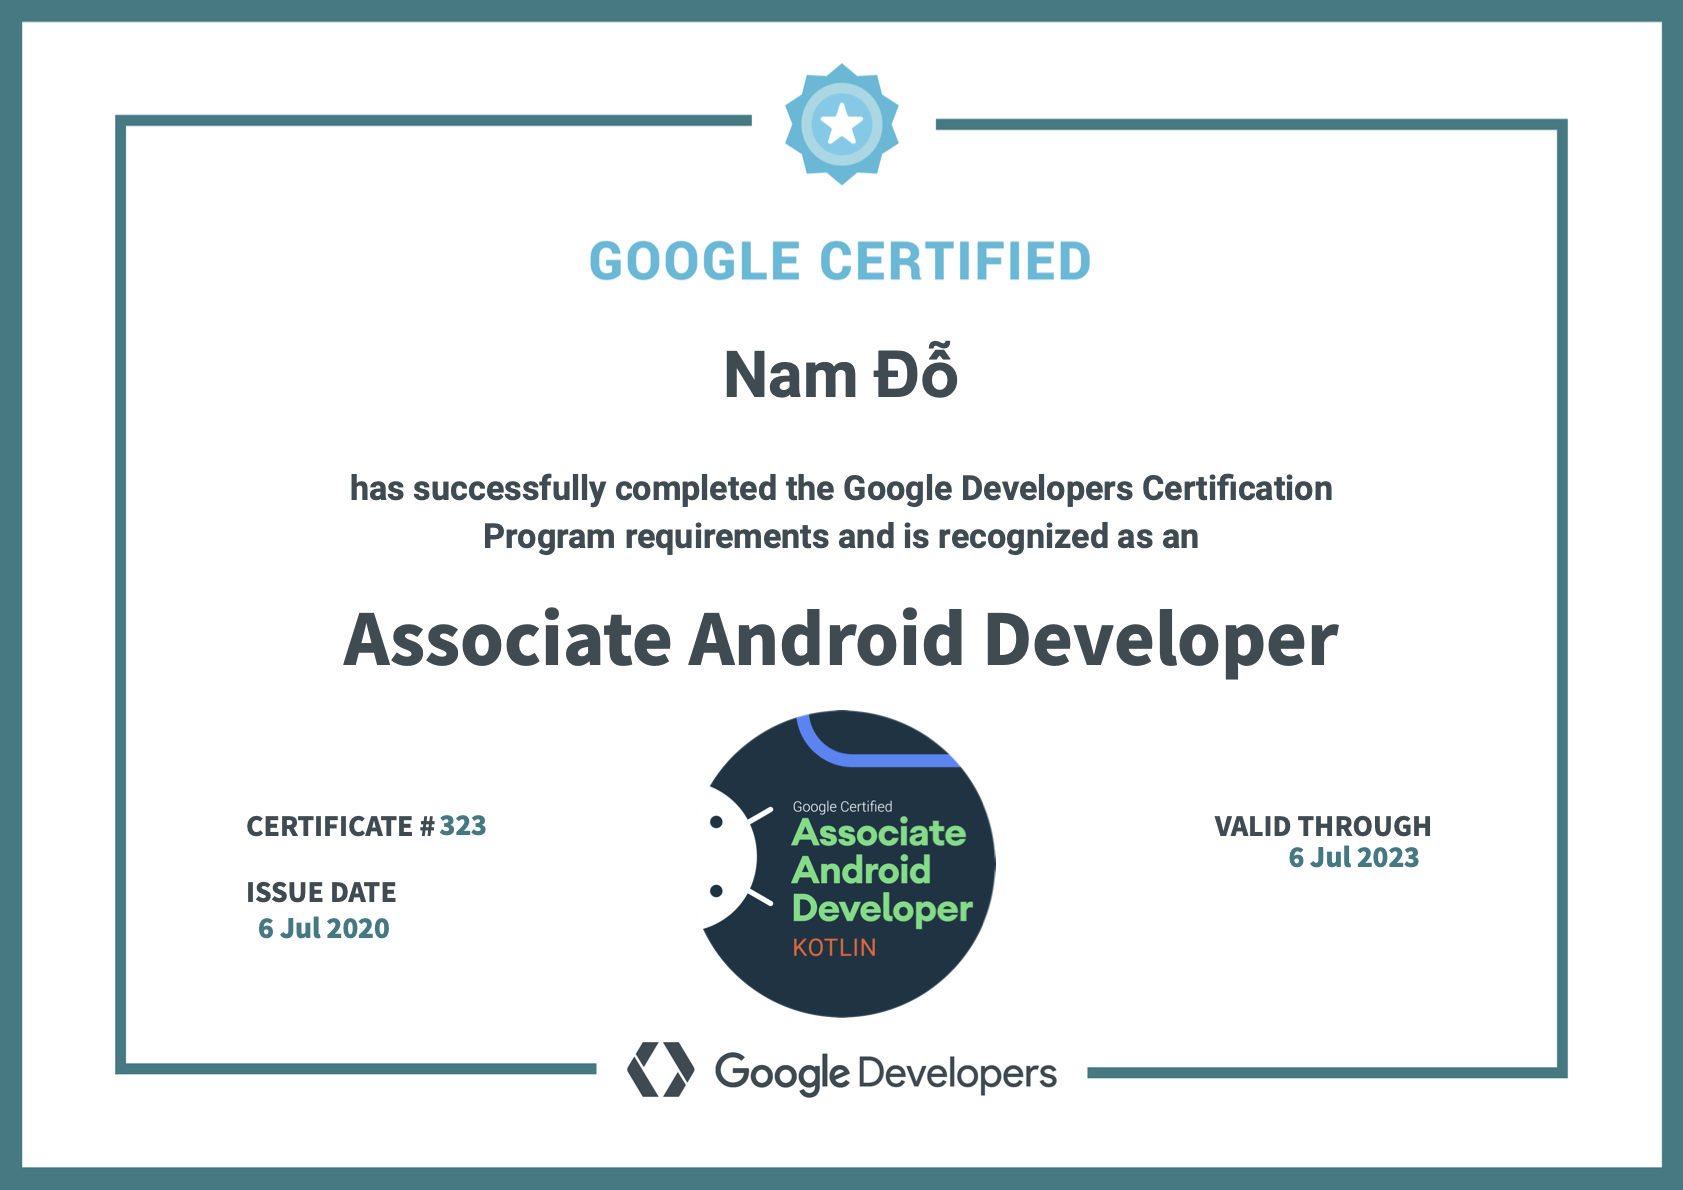 GOOGLE CERTIFIED
Nam Đỗ
has successfully completed the Google Developers Certification
Program requirements and is recognized as an
Associate Android Developer
CERTIFICATE # 323
ISSUE DATE
6 Jul 2020
Google Certified
Associate
Android
Developer
KOTLIN
VALID THROUGH
6 Jul 2023
Google Developers